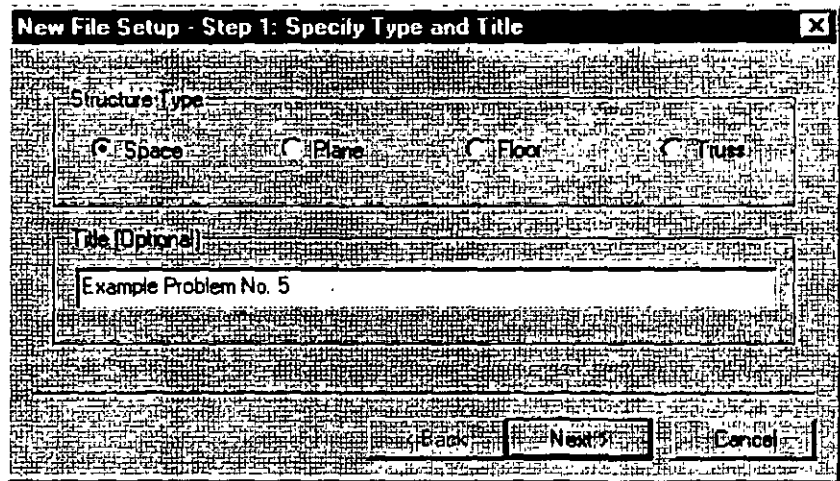 New File Setup - Step 1: Specify Type and Title
Structure Type
Space Plane Floor Truss
Title (Optional)
Example Problem No. 5
< Back Next > Cancel